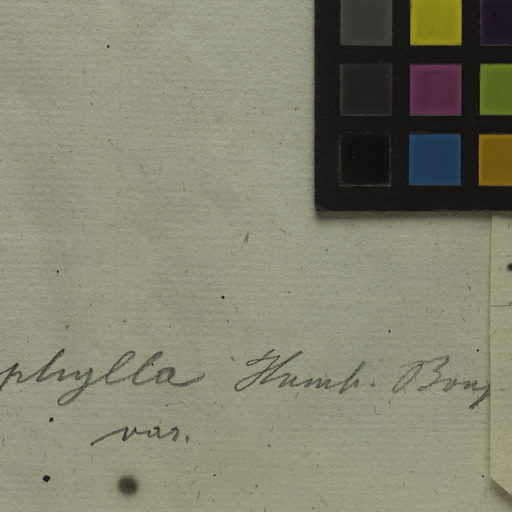 phylla Humb. Bonp
var.